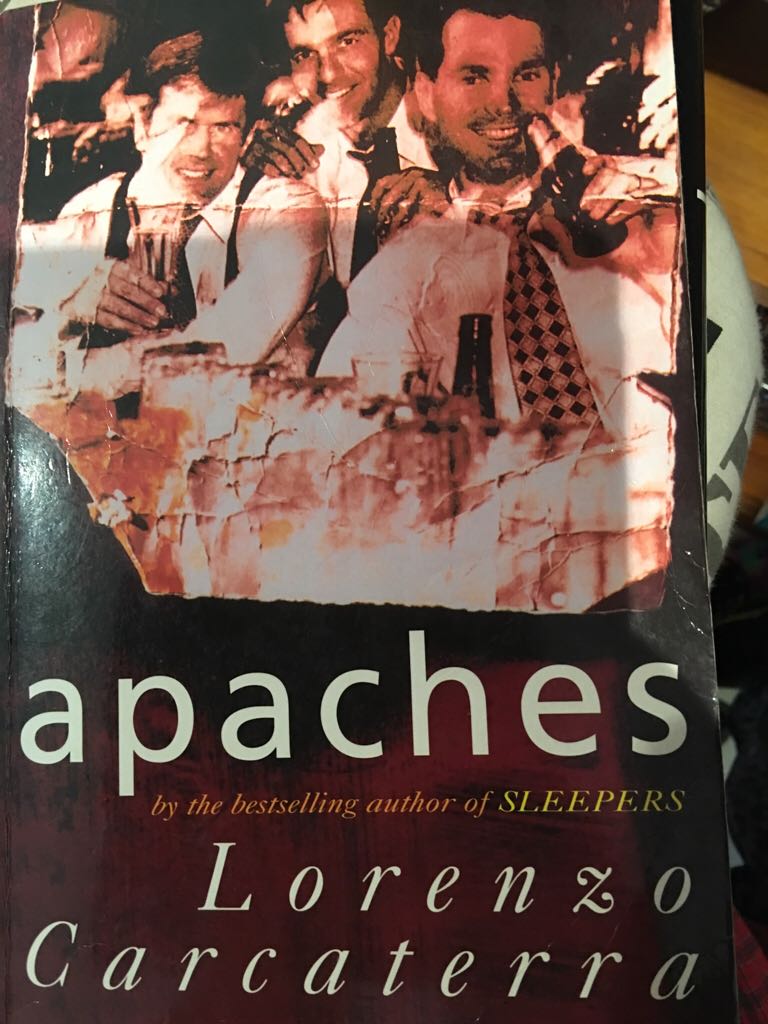 apaches
by the bestselling author of SLEEPERS
Lorenzo
Carcaterra